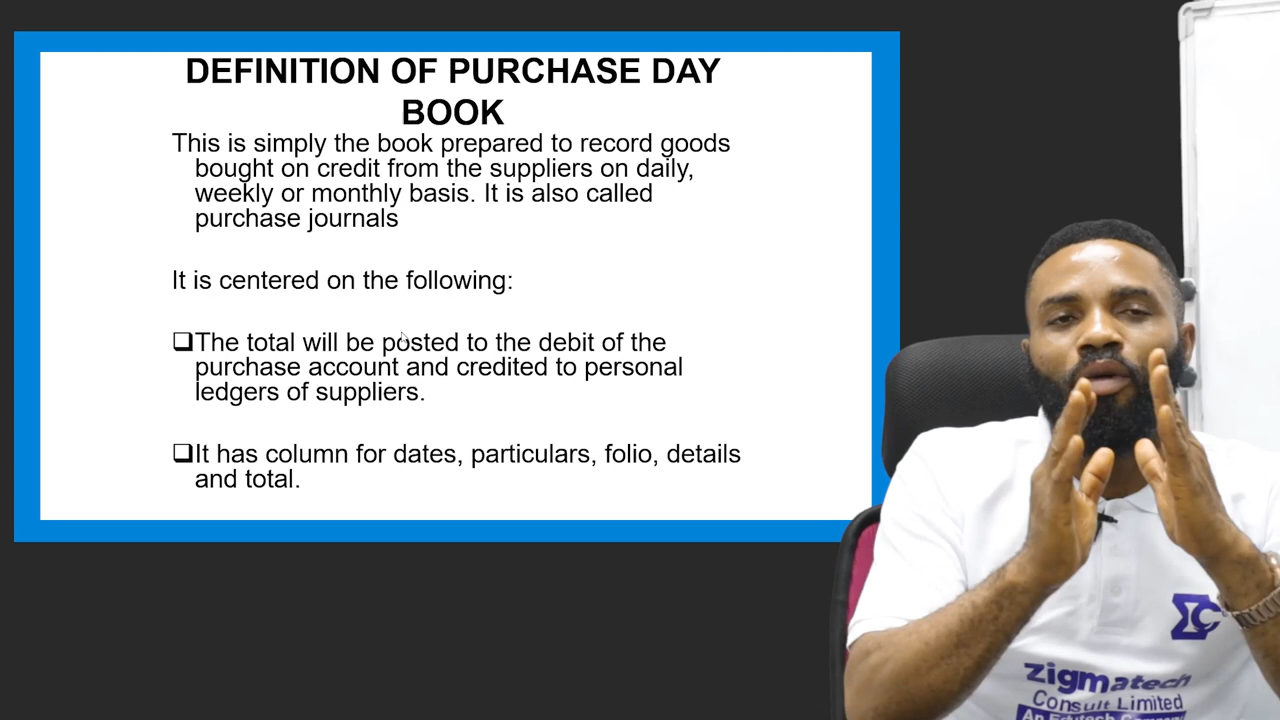 DEFINITION OF PURCHASE DAY
BOOK
This is simply the book prepared to record goods
bought on credit from the suppliers on daily,
weekly or monthly basis. It is also called
purchase journals
It is centered on the following:
❑The total will be posted to the debit of the
purchase account and credited to personal
ledgers of suppliers.
❑It has column for dates, particulars, folio, details
and total.
zigmatech
Consult Limited
An Edutech